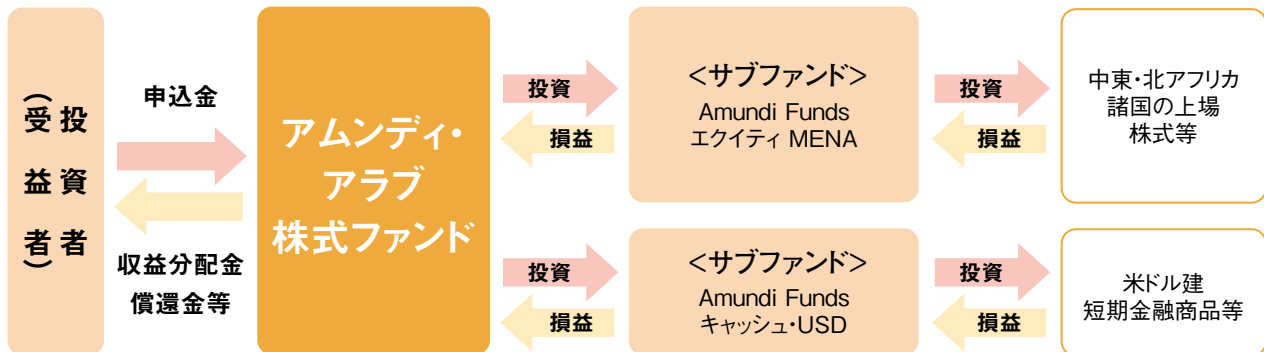 投資者
（受益者）
申込金
収益分配金
償還金等
アムンディ・
アラブ
株式ファンド
投資
損益
＜サブファンド＞
Amundi Funds
エクイティ MENA
投資
損益
中東・北アフリカ
諸国の上場
株式等
投資
損益
＜サブファンド＞
Amundi Funds
キャッシュ・USD
投資
損益
米ドル建
短期金融商品等